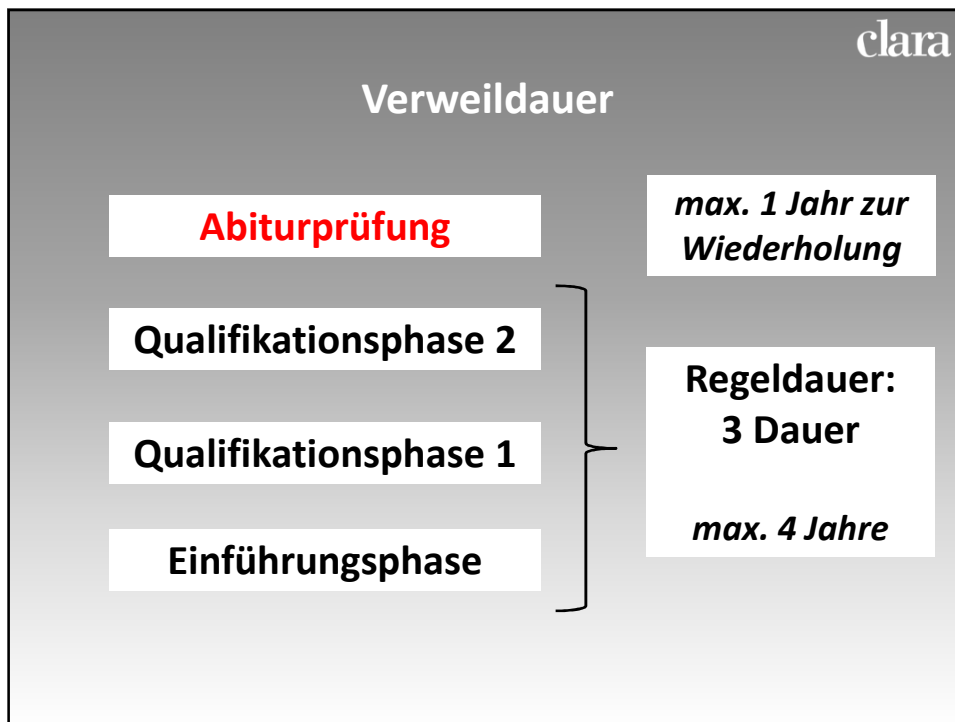 clara
Verweildauer
Abiturprüfung
max. 1 Jahr zur
Wiederholung
Qualifikationsphase 2
Qualifikationsphase 1
Einführungsphase
Regeldauer:
3 Dauer
max. 4 Jahre